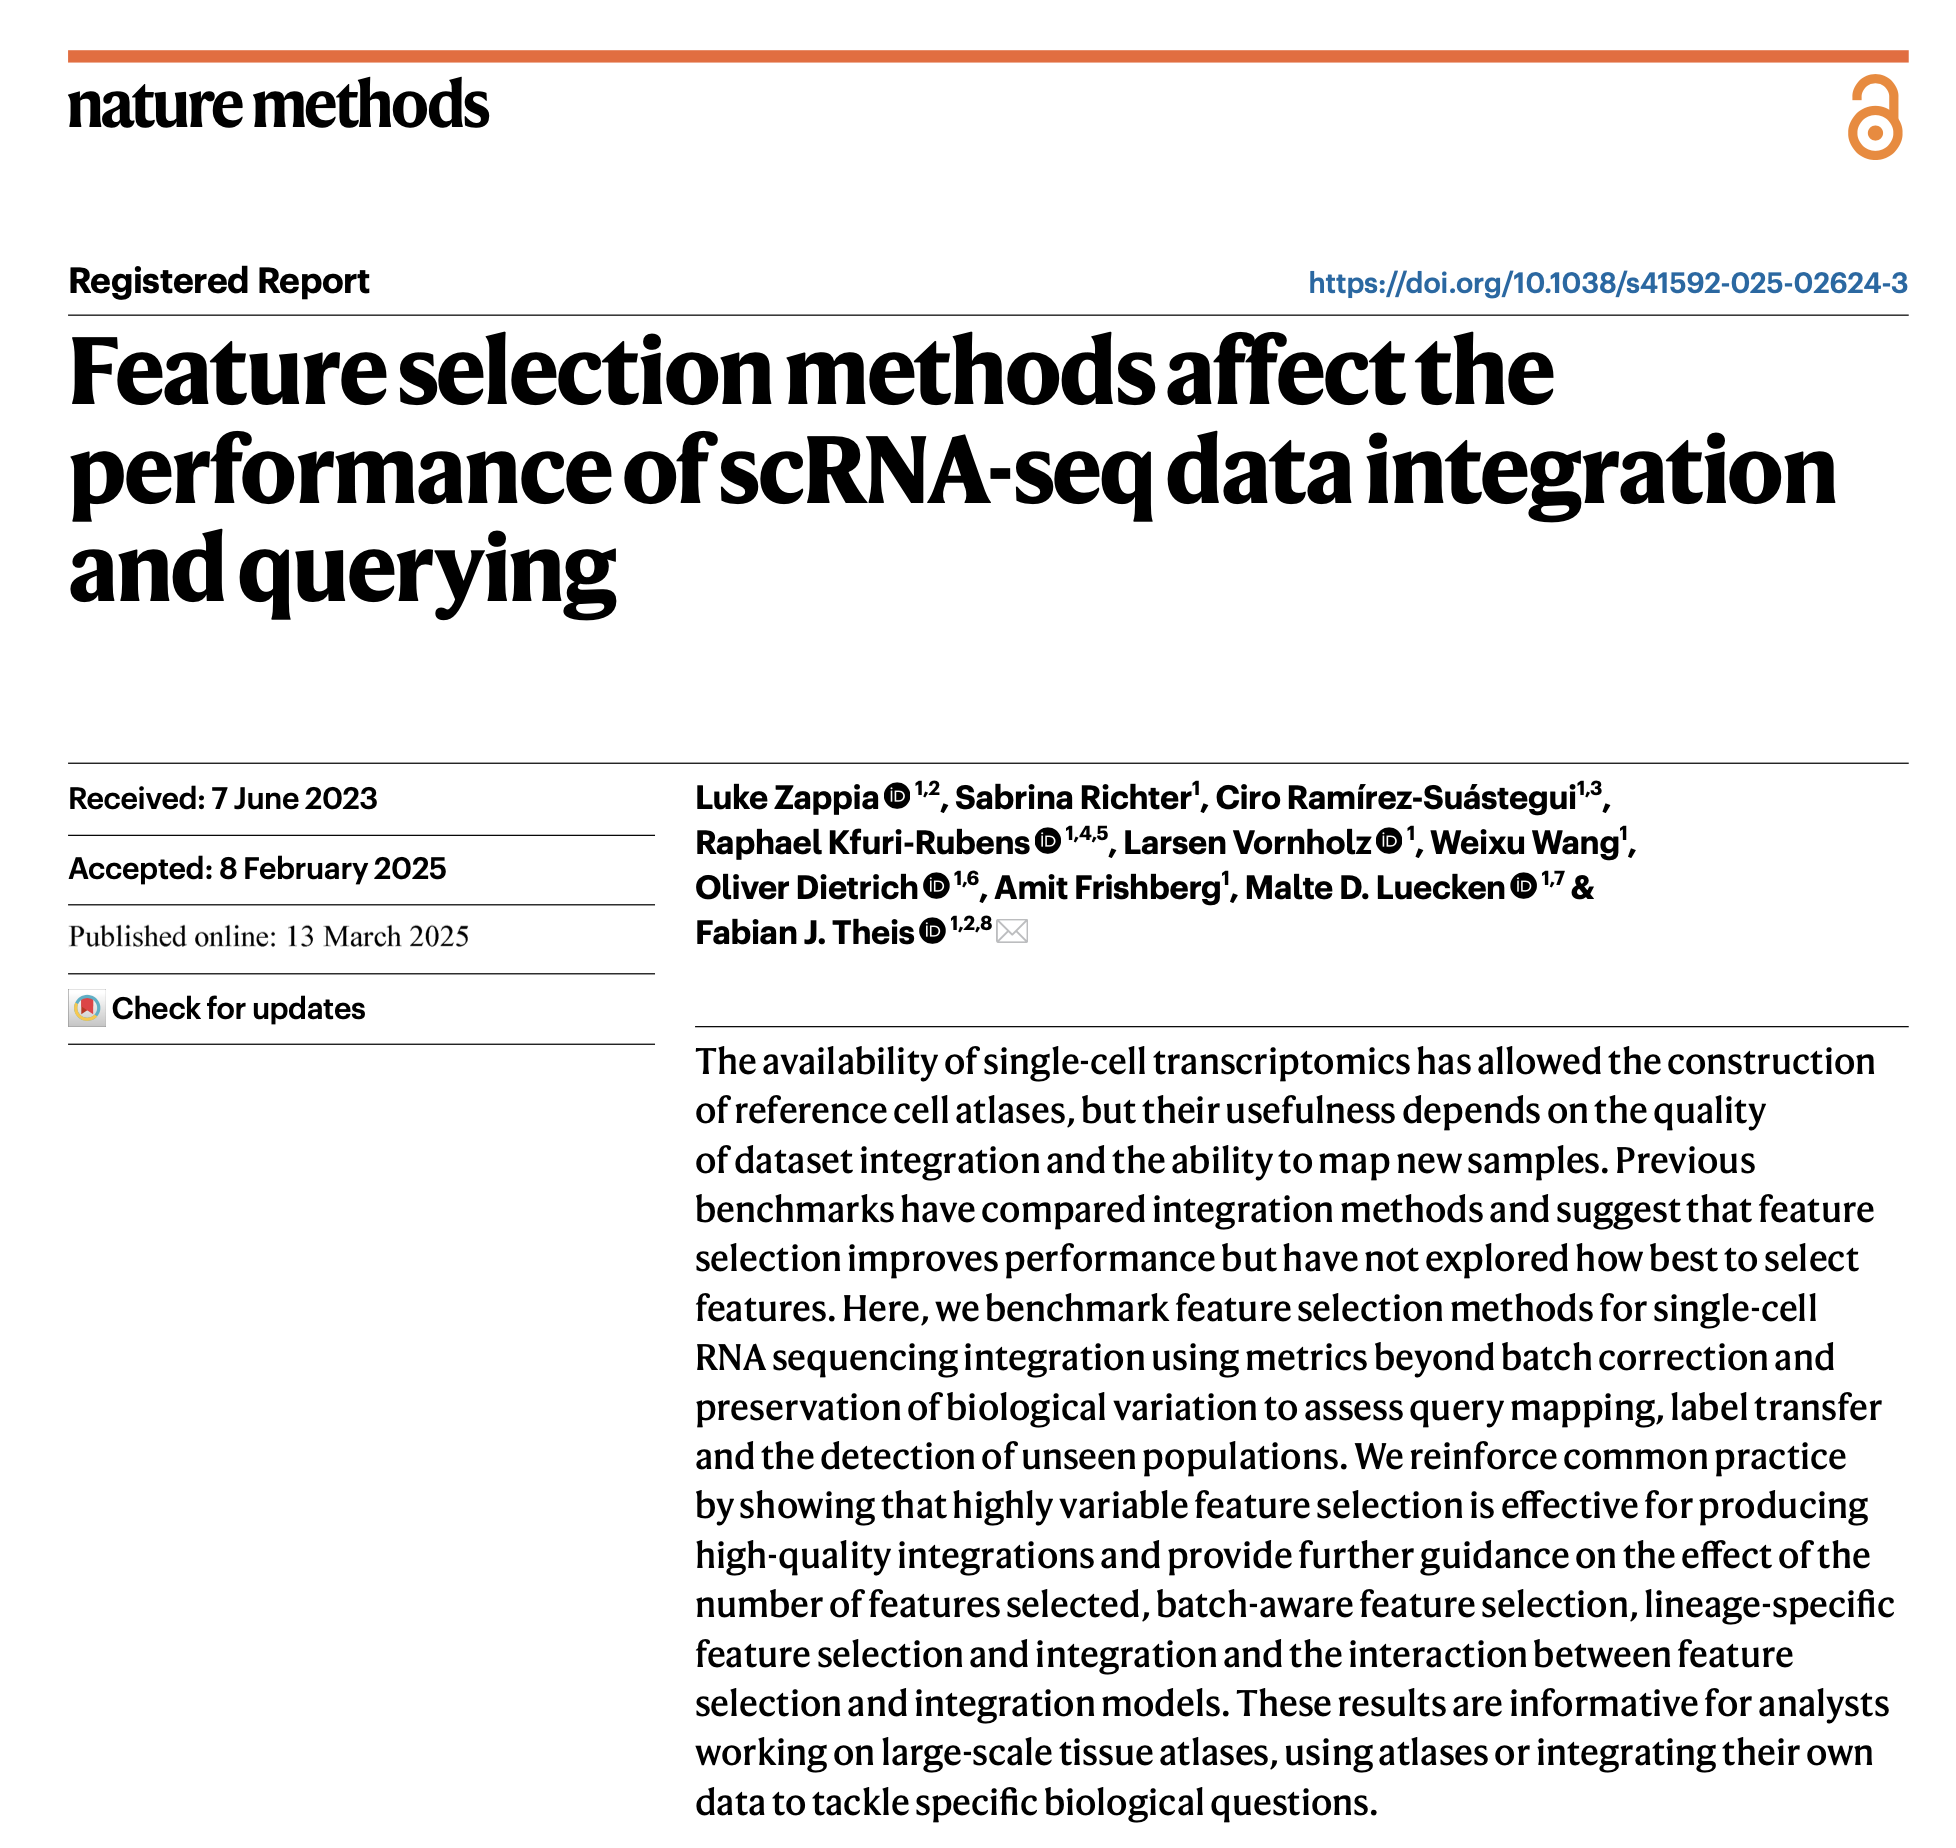 nature methods
Registered Report
https://doi.org/10.1038/s41592-025-02624-3
Feature selection methods affect the
performance of scRNA-seq data integration
and querying
Received: 7 June 2023
Accepted: 8 February 2025
Published online: 13 March 2025
Check for updates
Luke Zappia iD 1,2, Sabrina Richter1, Ciro Ramírez-Suástegui1,3,
Raphael Kfuri-Rubens iD 1,4,5, Larsen Vornholz iD 1, Weixu Wang1,
Oliver Dietrich iD 1,6, Amit Frishberg1, Malte D. Luecken iD 1,7 &
Fabian J. Theis iD 1,2,8
The availability of single-cell transcriptomics has allowed the construction
of reference cell atlases, but their usefulness depends on the quality
of dataset integration and the ability to map new samples. Previous
benchmarks have compared integration methods and suggest that feature
selection improves performance but have not explored how best to select
features. Here, we benchmark feature selection methods for single-cell
RNA sequencing integration using metrics beyond batch correction and
preservation of biological variation to assess query mapping, label transfer
and the detection of unseen populations. We reinforce common practice
by showing that highly variable feature selection is effective for producing
high-quality integrations and provide further guidance on the effect of the
number of features selected, batch-aware feature selection, lineage-specific
feature selection and integration and the interaction between feature
selection and integration models. These results are informative for analysts
working on large-scale tissue atlases, using atlases or integrating their own
data to tackle specific biological questions.